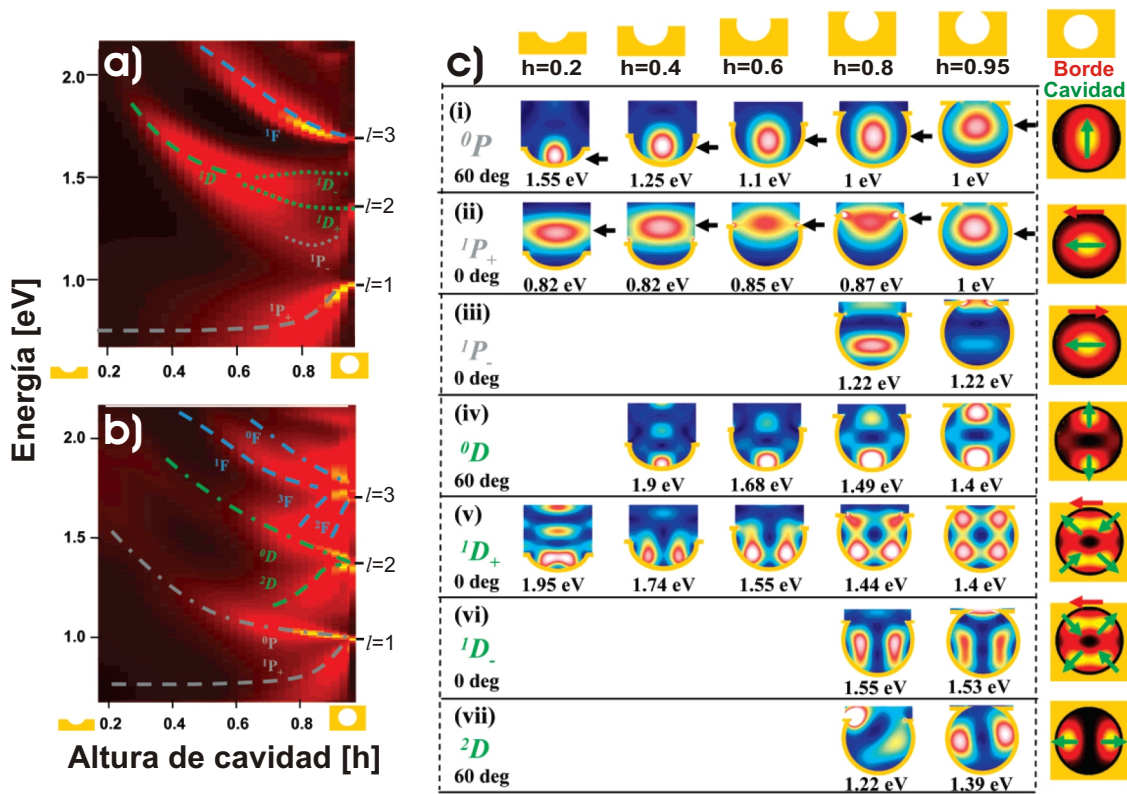 a)
Energía [eV]
2.0
1.5
1.0
¹F
¹D
¹D₋
¹D₊
¹P₋
¹P₊
l=3
l=2
l=1
0.2 0.4 0.6 0.8
b)
2.0
1.5
1.0
⁰F
¹F
³F
²F
⁰D
²D
⁰P
¹P₊
l=3
l=2
l=1
0.2 0.4 0.6 0.8
Altura de cavidad [h]
c)
h=0.2 h=0.4 h=0.6 h=0.8 h=0.95
Borde
Cavidad
(i)
⁰P
60 deg
1.55 eV 1.25 eV 1.1 eV 1 eV 1 eV
(ii)
¹P₊
0 deg
0.82 eV 0.82 eV 0.85 eV 0.87 eV 1 eV
(iii)
¹P₋
0 deg
1.22 eV 1.22 eV
(iv)
⁰D
60 deg
1.9 eV 1.68 eV 1.49 eV 1.4 eV
(v)
¹D₊
0 deg
1.95 eV 1.74 eV 1.55 eV 1.44 eV 1.4 eV
(vi)
¹D₋
0 deg
1.55 eV 1.53 eV
(vii)
²D
60 deg
1.22 eV 1.39 eV